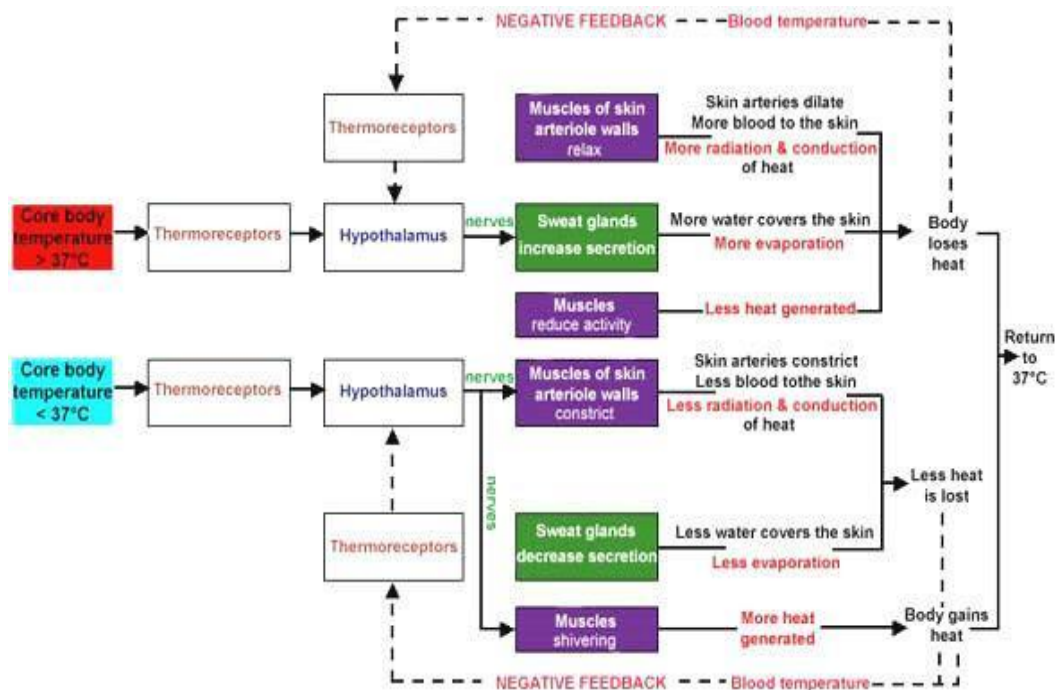 NEGATIVE FEEDBACK Blood temperature
Thermoreceptors
Muscles of skin
arteriole walls
relax
Skin arteries dilate
More blood to the skin
More radiation & conduction
of heat
Core body
temperature
> 37°C
Thermoreceptors
Hypothalamus
nerves
Sweat glands
increase secretion
More water covers the skin
More evaporation
Body
loses
heat
Muscles
reduce activity
Less heat generated
Return
to
37°C
Core body
temperature
< 37°C
Thermoreceptors
Hypothalamus
nerves
Muscles of skin
arteriole walls
constrict
Skin arteries constrict
Less blood tothe skin
Less radiation & conduction
of heat
nerves
Less heat
is lost
Thermoreceptors
Sweat glands
decrease secretion
Less water covers the skin
Less evaporation
Muscles
shivering
More heat
generated
Body gains
heat
NEGATIVE FEEDBACK Blood temperature